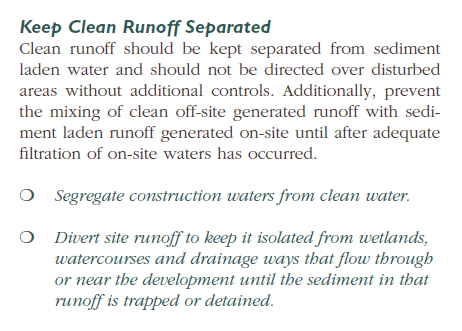 Keep Clean Runoff Separated
Clean runoff should be kept separated from sediment
laden water and should not be directed over disturbed
areas without additional controls. Additionally, prevent
the mixing of clean off-site generated runoff with sedi-
ment laden runoff generated on-site until after adequate
filtration of on-site waters has occurred.
❍ Segregate construction waters from clean water.
❍ Divert site runoff to keep it isolated from wetlands,
watercourses and drainage ways that flow through
or near the development until the sediment in that
runoff is trapped or detained.